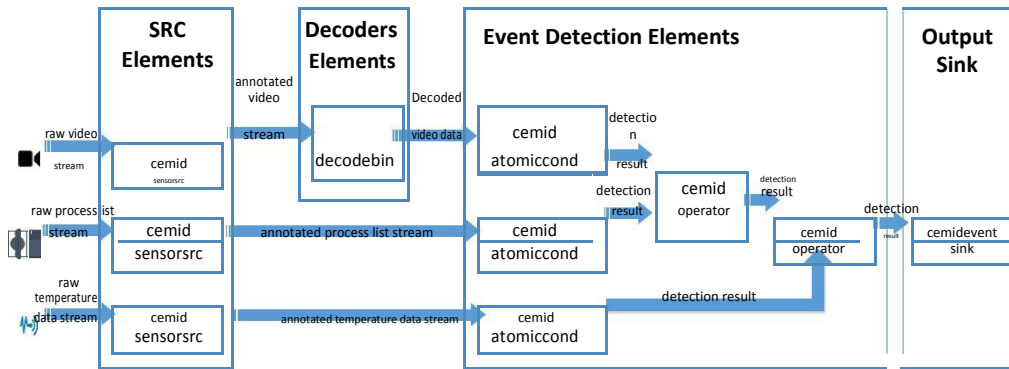 SRC
Elements
Decoders
Elements
Event Detection Elements
Output
Sink
raw video
stream
cemid
sensorsrc
annotated
video
stream
decodebin
Decoded
video data
cemid
atomiccond
detectio
n
result
raw process list
stream
cemid
sensorsrc
annotated process list stream
cemid
atomiccond
detection
result
cemid
operator
detection
result
cemid
operator
detection
result
cemidevent
sink
raw
temperature
data stream
cemid
sensorsrc
annotated temperature data stream
cemid
atomiccond
detection result